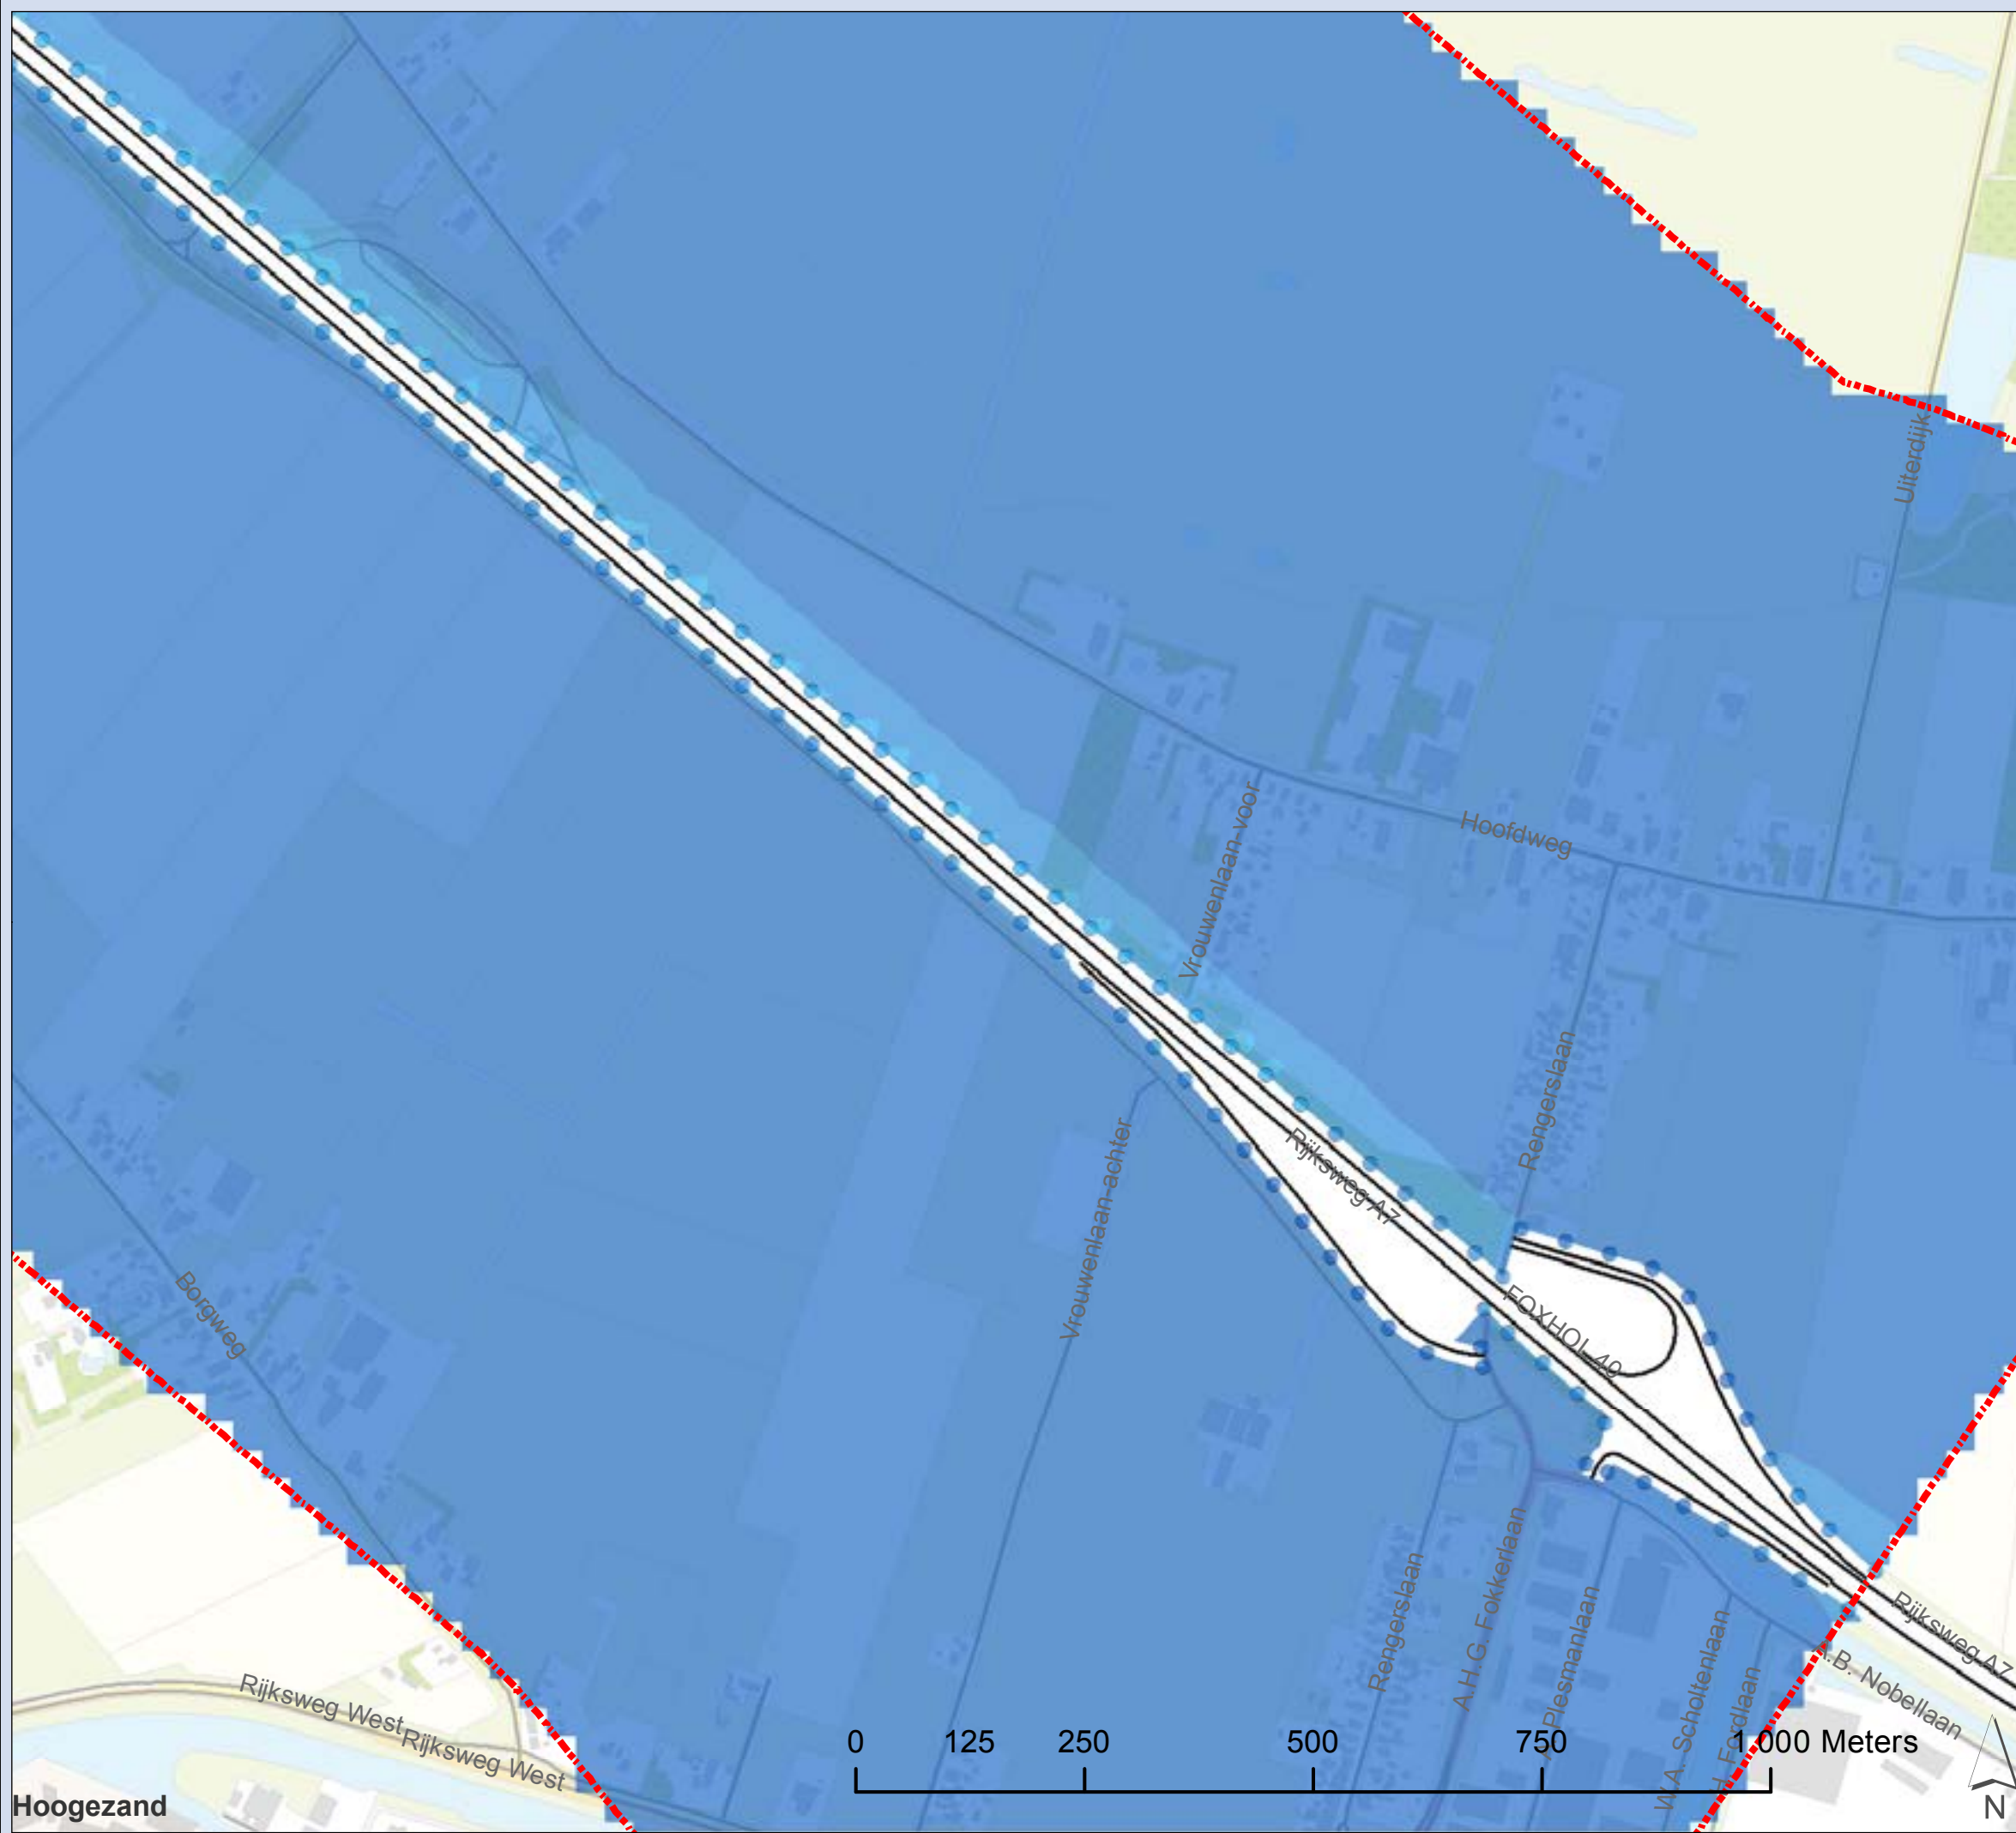 Uiterdijk
Hoofdweg
Vrouwenlaan-voor
Rengerslaan
Rijksweg A7
Vrouwenlaan-achter
FOXHOL 40
Borgweg
Rengerslaan
A.H.G. Fokkerlaan
Plesmanlaan
W.A. Scholtenlaan
Fordlaan
Rijksweg A7
.B. Nobellaan
Rijksweg West
Rijksweg West
0 125 250 500 750 1 000 Meters
Hoogezand
N